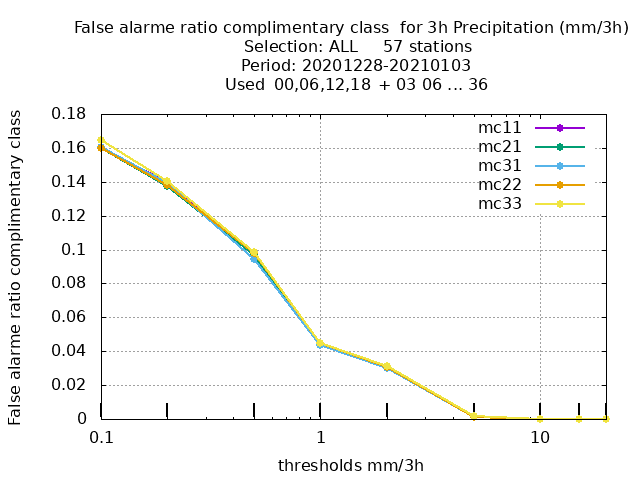 False alarme ratio complimentary class  for 3h Precipitation (mm/3h)
Selection: ALL     57 stations
Period: 20201228-20210103
Used  00,06,12,18  + 03 06 ... 36
False alarme ratio complimentary class
0.18
0.16
0.14
0.12
0.1
0.08
0.06
0.04
0.02
0
mc11
mc21
mc31
mc22
mc33
0.1
1
10
thresholds mm/3h